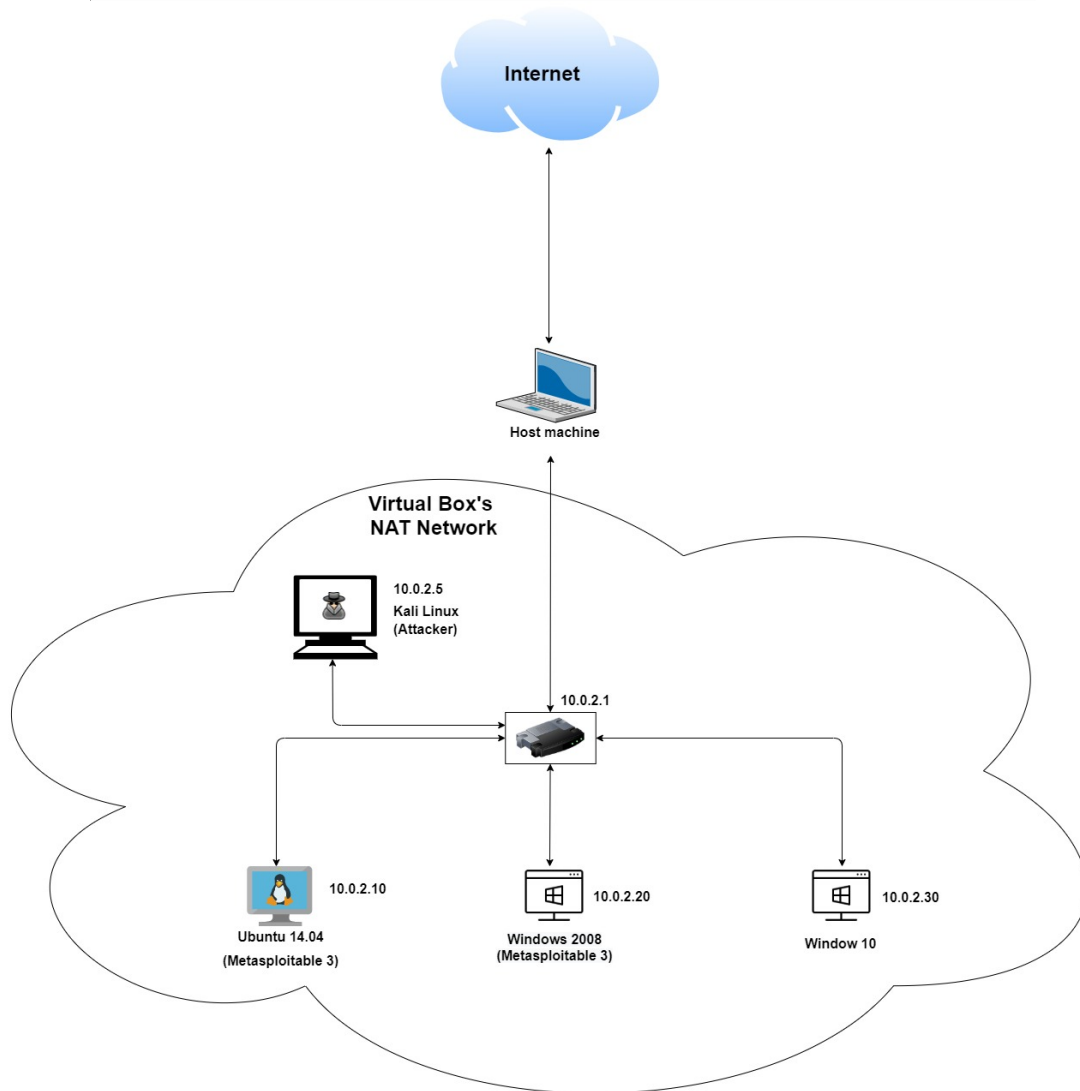 Internet
Host machine
Virtual Box's
NAT Network
10.0.2.5
Kali Linux
(Attacker)
10.0.2.1
10.0.2.10
Ubuntu 14.04
(Metasploitable 3)
10.0.2.20
Windows 2008
(Metasploitable 3)
10.0.2.30
Window 10